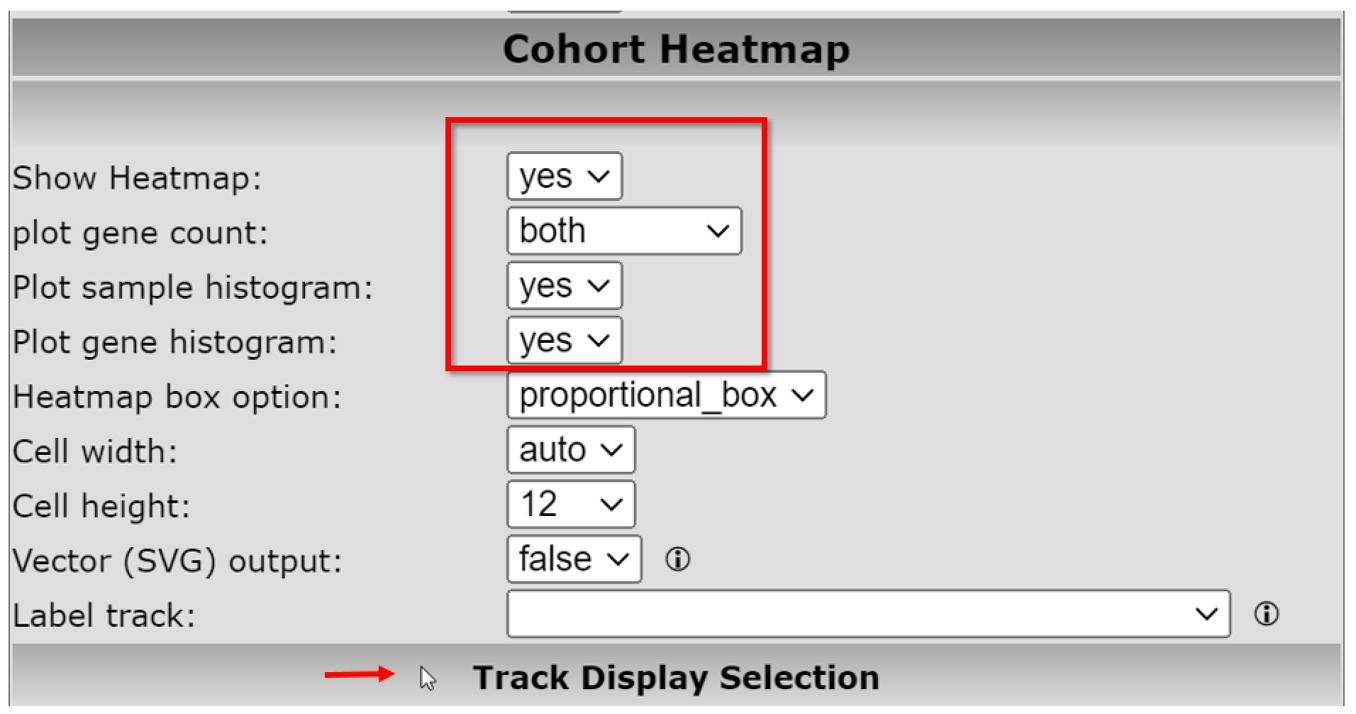 Cohort Heatmap
Show Heatmap: yes
plot gene count: both
Plot sample histogram: yes
Plot gene histogram: yes
Heatmap box option: proportional_box
Cell width: auto
Cell height: 12
Vector (SVG) output: false
Label track:
Track Display Selection